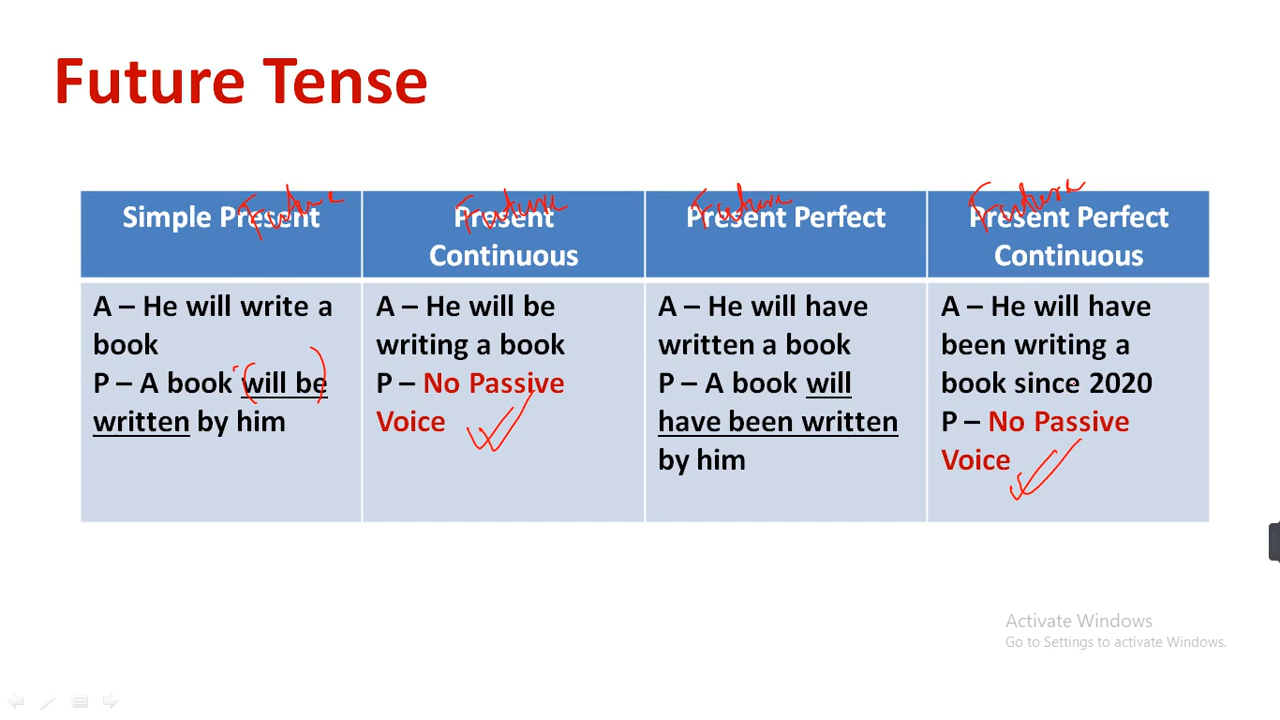 Future Tense
Simple Present
Future
Present
Future
Continuous
Present Perfect
Future
Present Perfect
Future
Continuous
A – He will write a
book
P – A book will be
written by him
A – He will be
writing a book
P – No Passive
Voice
A – He will have
written a book
P – A book will
have been written
by him
A – He will have
been writing a
book since 2020
P – No Passive
Voice
Activate Windows
Go to Settings to activate Windows.